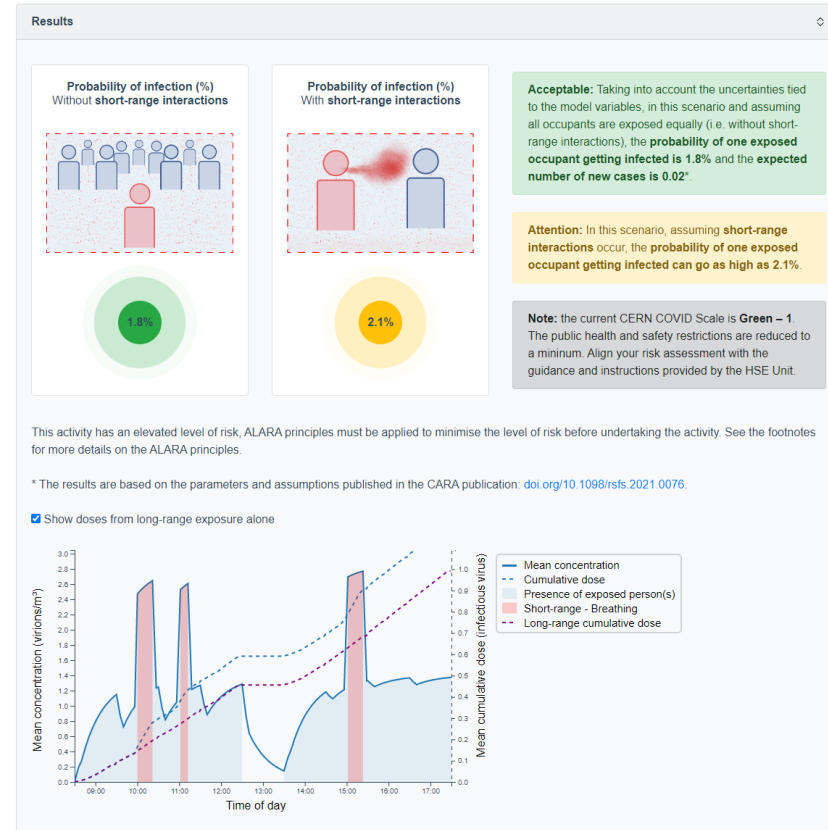 Results
Probability of infection (%)
Without short-range interactions
1.8%
Probability of infection (%)
With short-range interactions
2.1%
Acceptable: Taking into account the uncertainties tied
to the model variables, in this scenario and assuming
all occupants are exposed equally (i.e. without short-
range interactions), the probability of one exposed
occupant getting infected is 1.8% and the expected
number of new cases is 0.02*.
Attention: In this scenario, assuming short-range
interactions occur, the probability of one exposed
occupant getting infected can go as high as 2.1%.
Note: the current CERN COVID Scale is Green – 1.
The public health and safety restrictions are reduced to
a mininum. Align your risk assessment with the
guidance and instructions provided by the HSE Unit.
This activity has an elevated level of risk, ALARA principles must be applied to minimise the level of risk before undertaking the activity. See the footnotes
for more details on the ALARA principles.
* The results are based on the parameters and assumptions published in the CARA publication: doi.org/10.1098/rsfs.2021.0076.
Show doses from long-range exposure alone
Mean concentration (virions/m³)
3.0
2.8
2.6
2.4
2.2
2.0
1.8
1.6
1.4
1.2
1.0
0.8
0.6
0.4
0.2
0.0
09:00 10:00 11:00 12:00 13:00 14:00 15:00 16:00 17:00
Time of day
1.0
0.9
0.8
0.7
0.6
0.5
0.4
0.3
0.2
0.1
0.0
Mean cumulative dose (infectious virus)
Mean concentration
Cumulative dose
Presence of exposed person(s)
Short-range - Breathing
Long-range cumulative dose